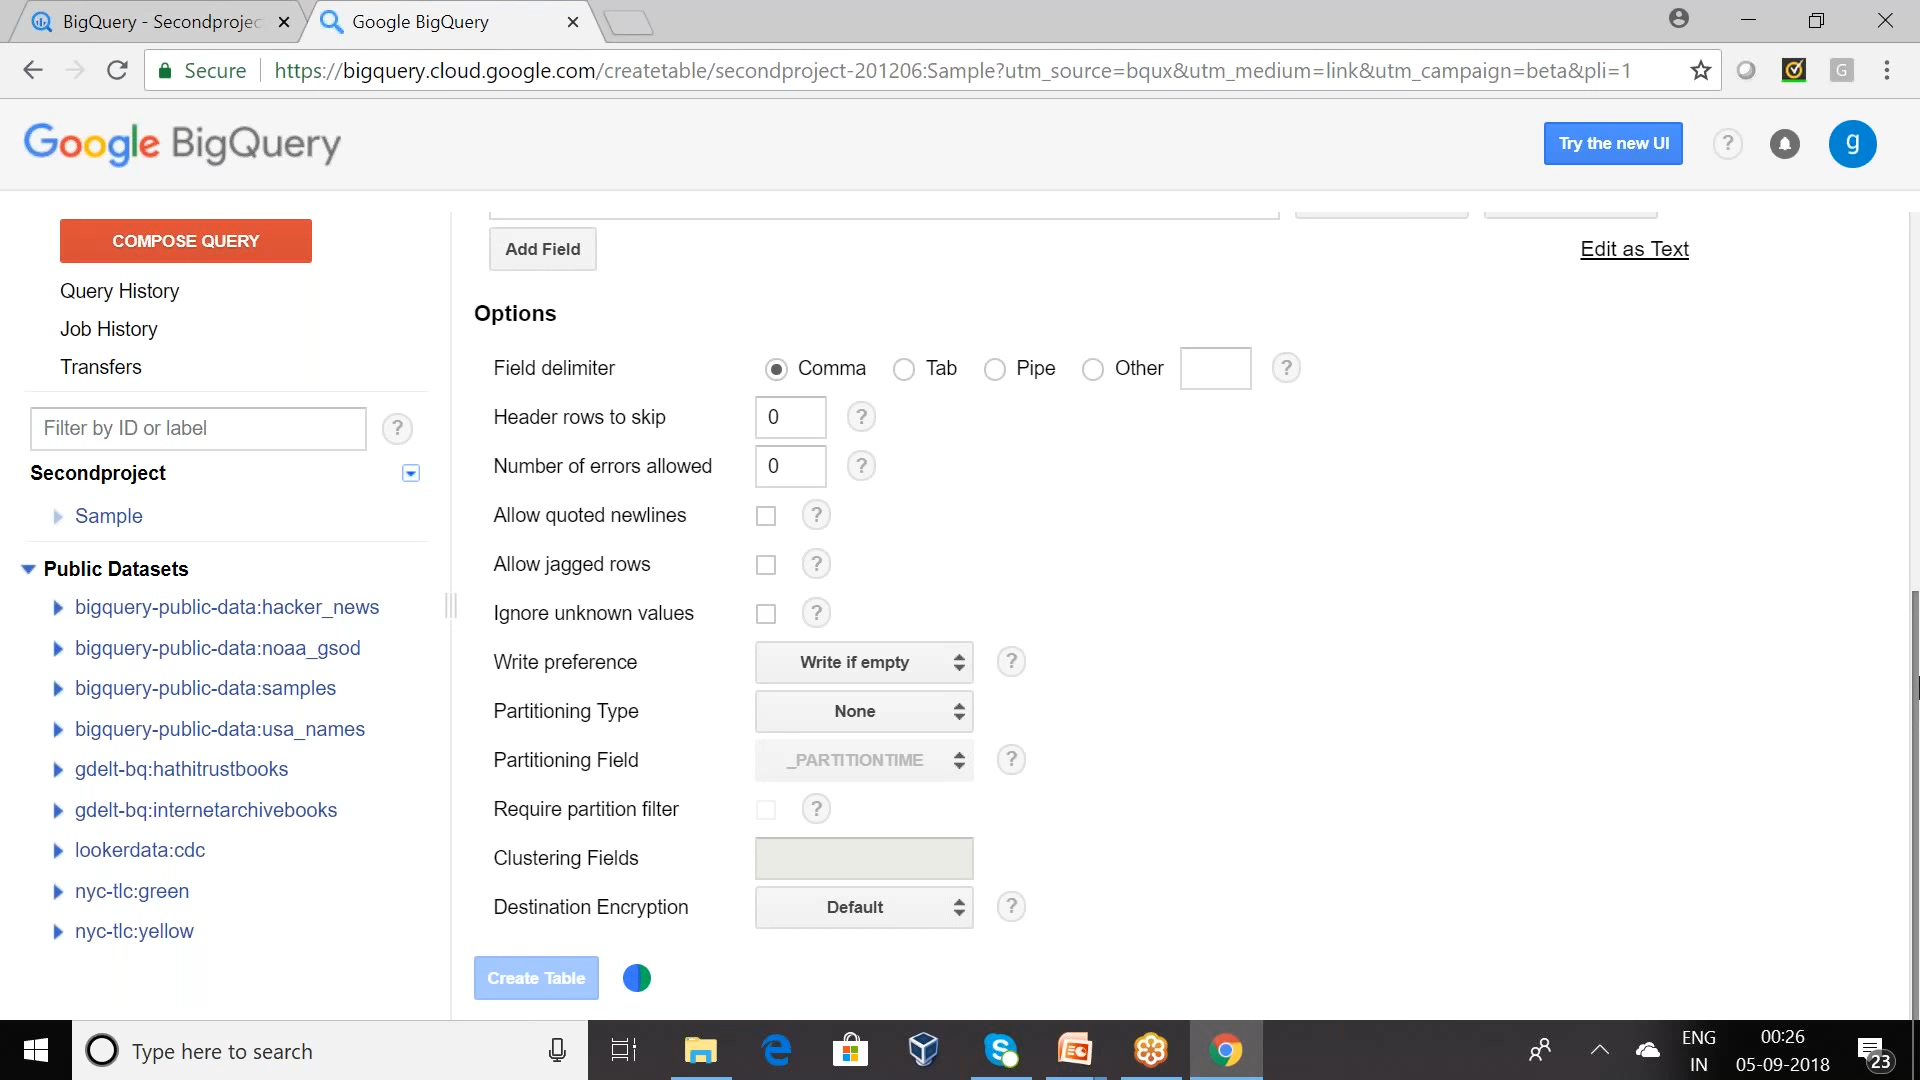 BigQuery - Secondprojec
Google BigQuery
Secure
https://bigquery.cloud.google.com/createtable/secondproject-201206:Sample?utm_source=bqux&utm_medium=link&utm_campaign=beta&pli=1
G
Google BigQuery
Try the new UI
?
g
COMPOSE QUERY
Query History
Job History
Transfers
Filter by ID or label
?
Secondproject
Sample
Public Datasets
bigquery-public-data:hacker_news
bigquery-public-data:noaa_gsod
bigquery-public-data:samples
bigquery-public-data:usa_names
gdelt-bq:hathitrustbooks
gdelt-bq:internetarchivebooks
lookerdata:cdc
nyc-tlc:green
nyc-tlc:yellow
Add Field
Edit as Text
Options
Field delimiter Comma Tab Pipe Other ?
Header rows to skip 0 ?
Number of errors allowed 0 ?
Allow quoted newlines ?
Allow jagged rows ?
Ignore unknown values ?
Write preference Write if empty ?
Partitioning Type None
Partitioning Field _PARTITIONTIME ?
Require partition filter ?
Clustering Fields
Destination Encryption Default ?
Create Table
Type here to search
ENG
IN
00:26
05-09-2018
23